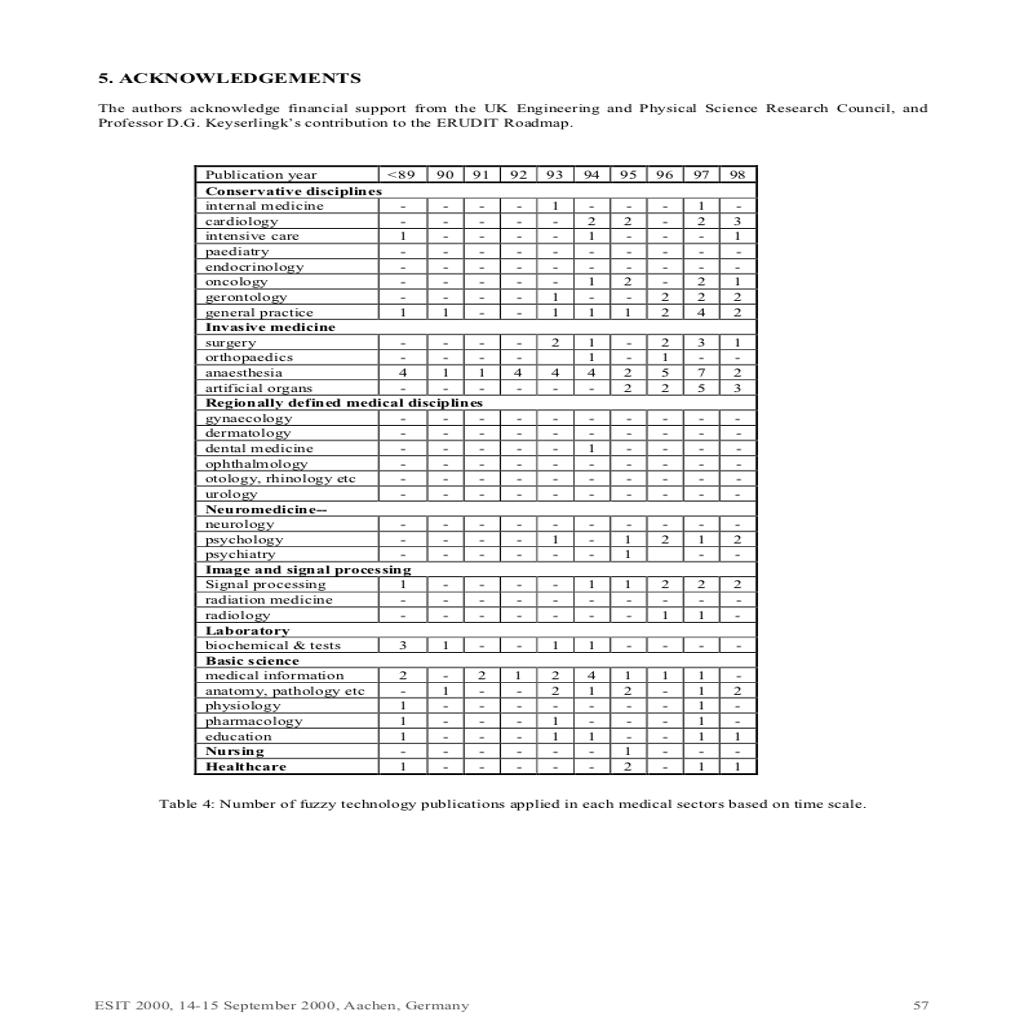 5. ACKNOWLEDGEMENTS
The authors acknowledge financial support from the UK Engineering and Physical Science Research Council, and
Professor D.G. Keyserlingk's contribution to the ERUDIT Roadmap.
Publication year <89 90 91 92 93 94 95 96 97 98
Conservative disciplines
internal medicine - - - - 1 - - - 1 -
cardiology - - - - - 2 2 - 2 3
intensive care 1 - - - - 1 - - - 1
paediatry - - - - - - - - - -
endocrinology - - - - - - - - - -
oncology - - - - - 1 2 - 2 1
gerontology - - - - 1 - - 2 2 2
general practice 1 1 - - 1 1 1 2 4 2
Invasive medicine
surgery - - - - 2 1 - 2 3 1
orthopaedics - - - - 1 - 1 - -
anaesthesia 4 1 1 4 4 4 2 5 7 2
artificial organs - - - - - - 2 2 5 3
Regionally defined medical disciplines
gynaecology - - - - - - - - - -
dermatology - - - - - - - - - -
dental medicine - - - - - 1 - - - -
ophthalmology - - - - - - - - - -
otology, rhinology etc - - - - - - - - - -
urology - - - - - - - - - -
Neuromedicine--
neurology - - - - - - - - - -
psychology - - - - 1 - 1 2 1 2
psychiatry - - - - - - 1 - -
Image and signal processing
Signal processing 1 - - - - 1 1 2 2 2
radiation medicine - - - - - - - - - -
radiology - - - - - - - 1 1 -
Laboratory
biochemical & tests 3 1 - - 1 1 - - - -
Basic science
medical information 2 - 2 1 2 4 1 1 1 -
anatomy, pathology etc - 1 - - 2 1 2 - 1 2
physiology 1 - - - - - - - 1 -
pharmacology 1 - - - 1 - - - 1 -
education 1 - - - 1 1 - - 1 1
Nursing - - - - - - 1 - - -
Healthcare 1 - - - - - 2 - 1 1
Table 4: Number of fuzzy technology publications applied in each medical sectors based on time scale.
ESIT 2000, 14-15 September 2000, Aachen, Germany 57